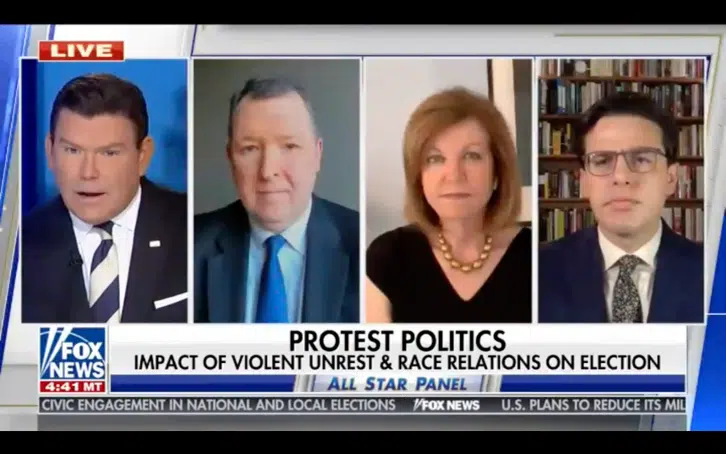 LIVE
PROTEST POLITICS
IMPACT OF VIOLENT UNREST & RACE RELATIONS ON ELECTION
FOX
NEWS
4:41 MT
ALL STAR PANEL
CIVIC ENGAGEMENT IN NATIONAL AND LOCAL ELECTIONS FOX NEWS U.S. PLANS TO REDUCE ITS MIL